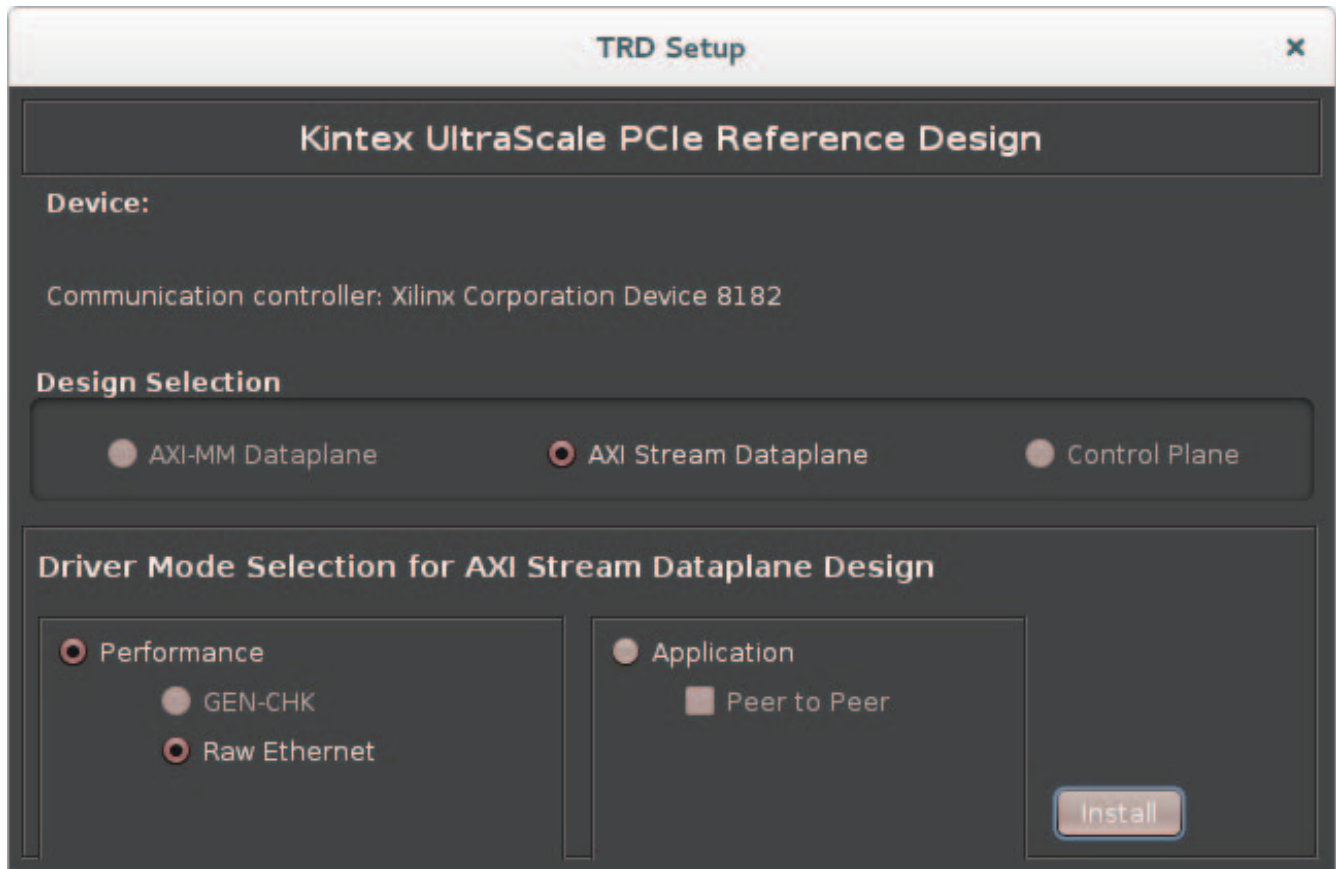 TRD Setup
Kintex UltraScale PCIe Reference Design
Device:
Communication controller: Xilinx Corporation Device 8182
Design Selection
AXI-MM Dataplane AXI Stream Dataplane Control Plane
Driver Mode Selection for AXI Stream Dataplane Design
Performance
GEN-CHK
Raw Ethernet
Application
Peer to Peer
Install